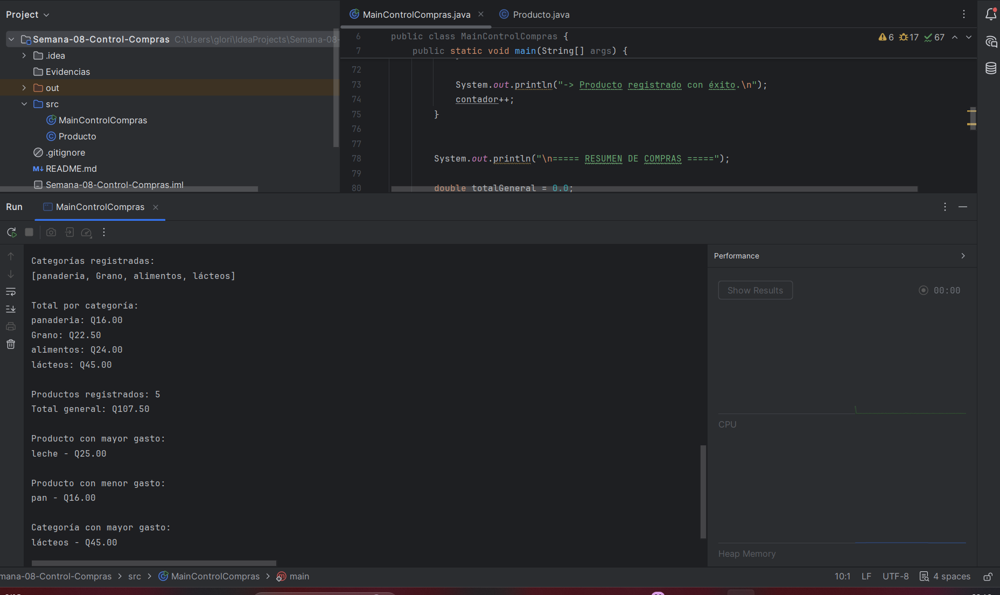 Project
Semana-08-Control-Compras C:\Users\glori\IdeaProjects\Semana-08-
.idea
Evidencias
out
src
MainControlCompras
Producto
.gitignore
M↓ README.md
Semana-08-Control-Compras.iml
MainControlCompras.java
Producto.java
6 17 67
6 public class MainControlCompras {
7 public static void main(String[] args) {
72
73 System.out.println("-> Producto registrado con éxito.\n");
74 contador++;
75 }
76
77
78 System.out.println("\n===== RESUMEN DE COMPRAS =====");
79
80 double totalGeneral = 0.0;
Run MainControlCompras
Categorías registradas:
[panaderia, Grano, alimentos, lácteos]
Total por categoría:
panaderia: Q16.00
Grano: Q22.50
alimentos: Q24.00
lácteos: Q45.00
Productos registrados: 5
Total general: Q107.50
Producto con mayor gasto:
leche - Q25.00
Producto con menor gasto:
pan - Q16.00
Categoría con mayor gasto:
lácteos - Q45.00
Performance
Show Results 00:00
CPU
Heap Memory
mana-08-Control-Compras > src > MainControlCompras > main
10:1 LF UTF-8 4 spaces